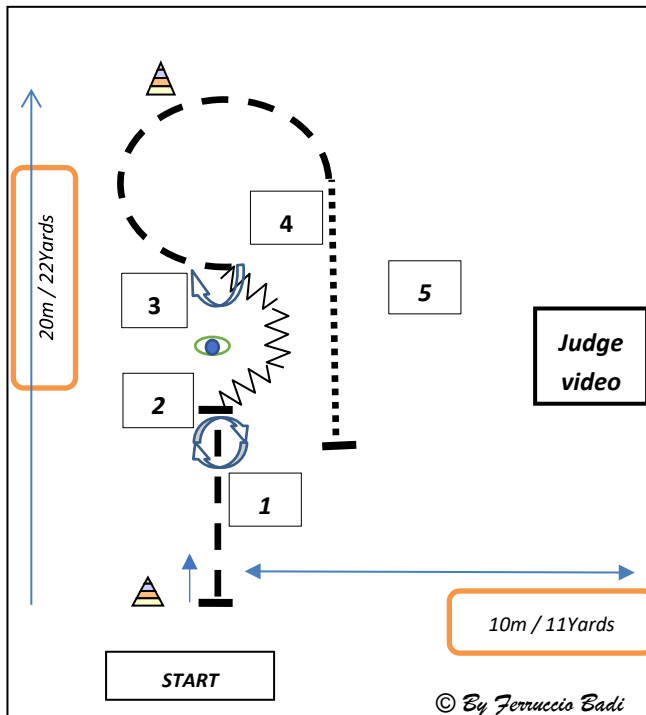 4
20m / 22Yards
3
5
Judge
video
2
1
10m / 11Yards
START
© By Ferruccio Badi